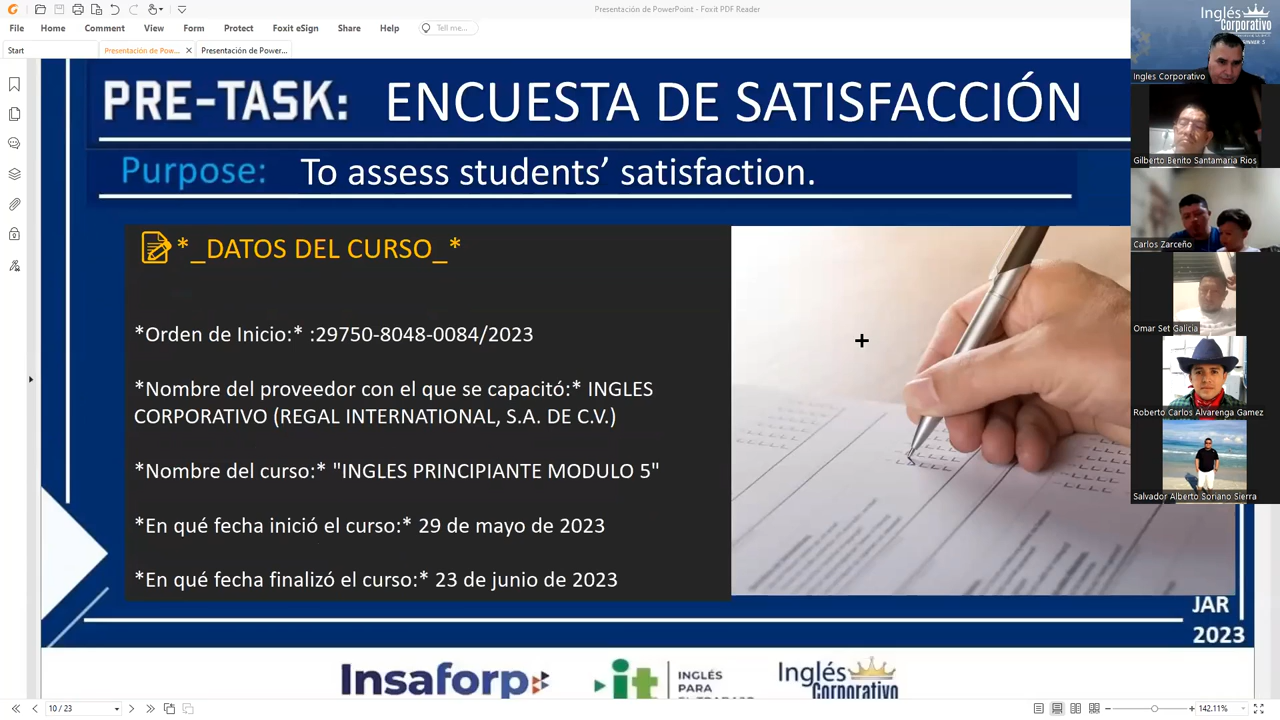 Presentación de PowerPoint - Foxit PDF Reader
File Home Comment View Form Protect Foxit eSign Share Help Tell me...
Start Presentación de Pow... Presentación de Power...
PRE-TASK: ENCUESTA DE SATISFACCIÓN
Purpose: To assess students’ satisfaction.
*_DATOS DEL CURSO_*
*Orden de Inicio:* :29750-8048-0084/2023
*Nombre del proveedor con el que se capacitó:* INGLES
CORPORATIVO (REGAL INTERNATIONAL, S.A. DE C.V.)
*Nombre del curso:* "INGLES PRINCIPIANTE MODULO 5"
*En qué fecha inició el curso:* 29 de mayo de 2023
*En qué fecha finalizó el curso:* 23 de junio de 2023
JAR
2023
Insaforp
it
INGLÉS
PARA
Inglés
Corporativo
Inglés
Corporativo
Ingles Corporativo
Gilberto Benito Santamaria Rios
Carlos Zarceño
Omar Set Galicia
Roberto Carlos Alvarenga Gamez
Salvador Alberto Soriano Sierra
10 / 23
142.11%